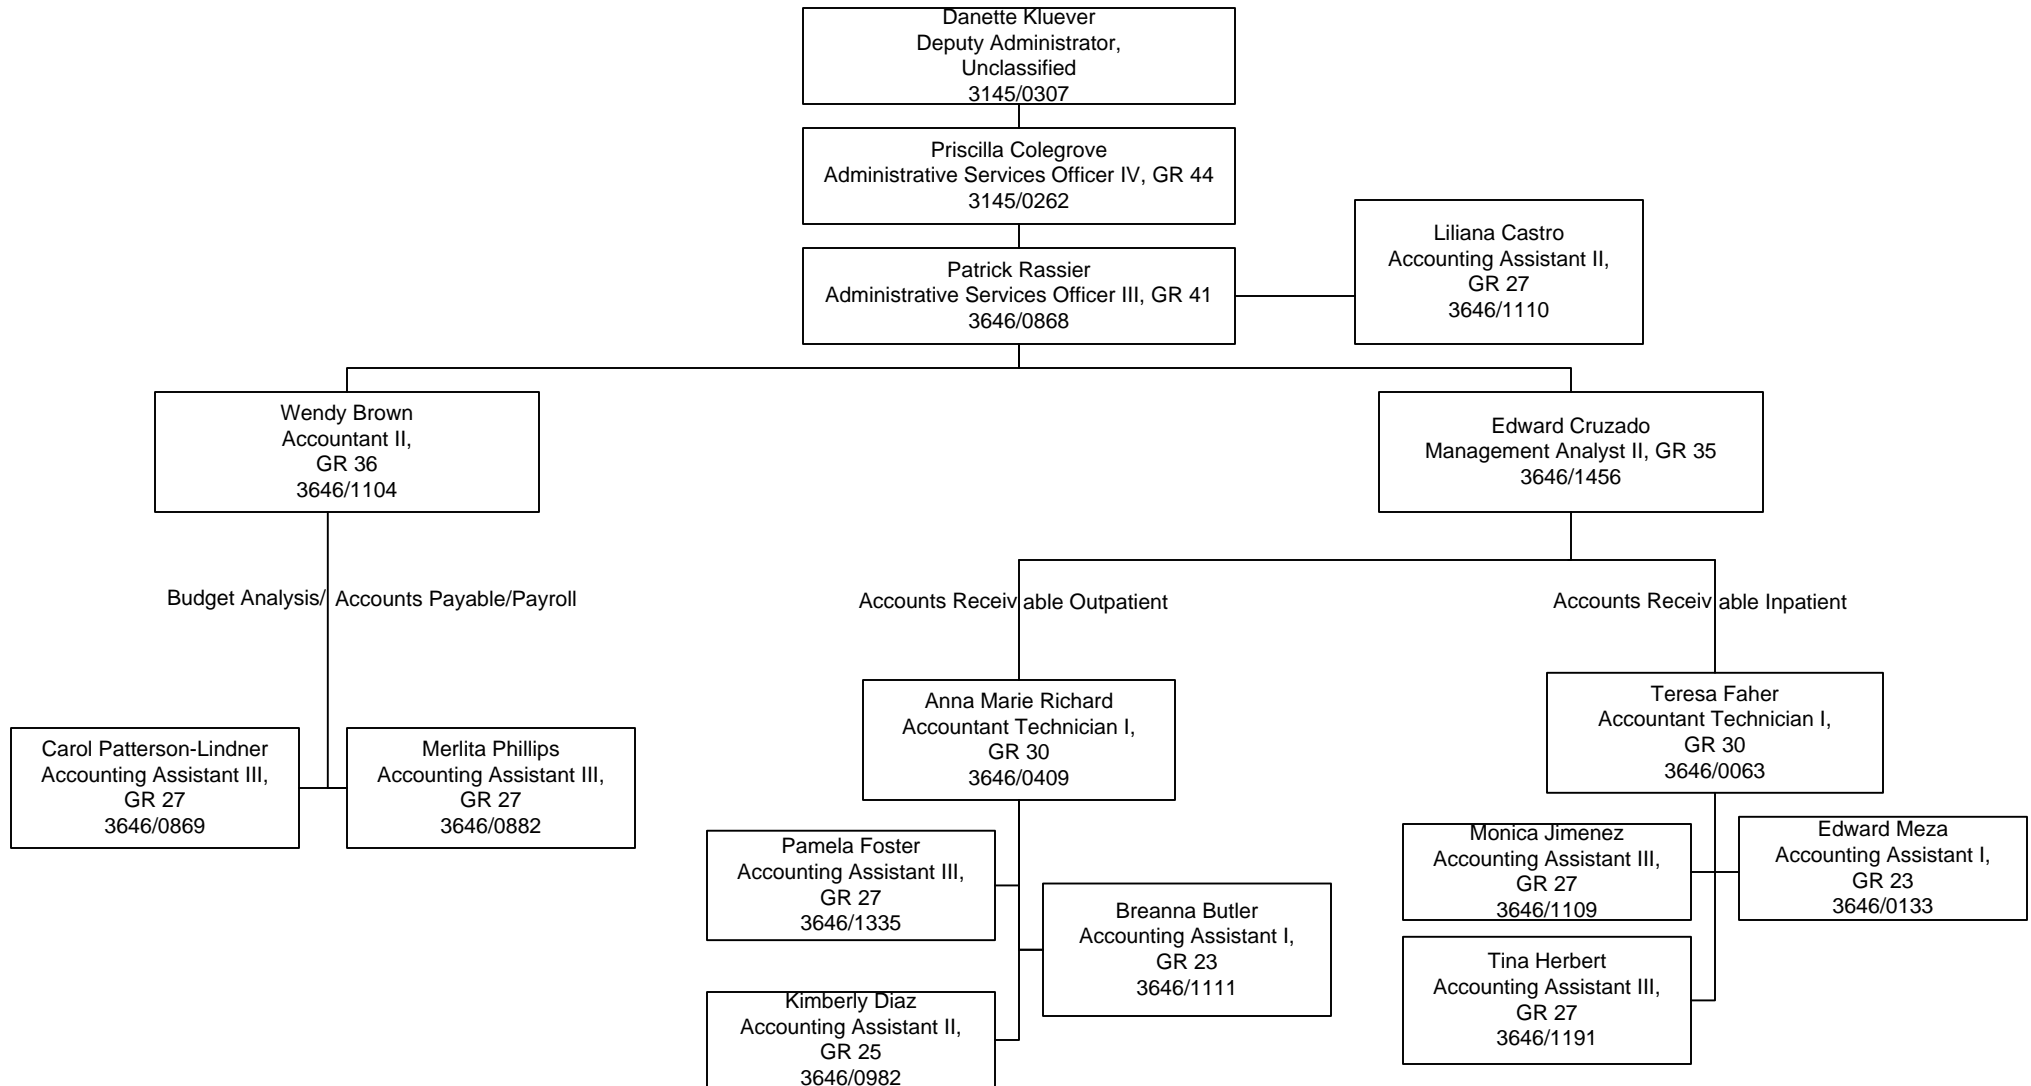 Danette Kluever
Deputy Administrator,
Unclassified
3145/0307
Priscilla Colegrove
Administrative Services Officer IV, GR 44
3145/0262
Patrick Rassier
Administrative Services Officer III, GR 41
3646/0868
Liliana Castro
Accounting Assistant II,
GR 27
3646/1110
Wendy Brown
Accountant II,
GR 36
3646/1104
Edward Cruzado
Management Analyst II, GR 35
3646/1456
Budget Analysis/ Accounts Payable/Payroll
Accounts Receivable Outpatient
Accounts Receivable Inpatient
Carol Patterson-Lindner
Accounting Assistant III,
GR 27
3646/0869
Merlita Phillips
Accounting Assistant III,
GR 27
3646/0882
Anna Marie Richard
Accountant Technician I,
GR 30
3646/0409
Teresa Faher
Accountant Technician I,
GR 30
3646/0063
Pamela Foster
Accounting Assistant III,
GR 27
3646/1335
Breanna Butler
Accounting Assistant I,
GR 23
3646/1111
Kimberly Diaz
Accounting Assistant II,
GR 25
3646/0982
Monica Jimenez
Accounting Assistant III,
GR 27
3646/1109
Edward Meza
Accounting Assistant I,
GR 23
3646/0133
Tina Herbert
Accounting Assistant III,
GR 27
3646/1191